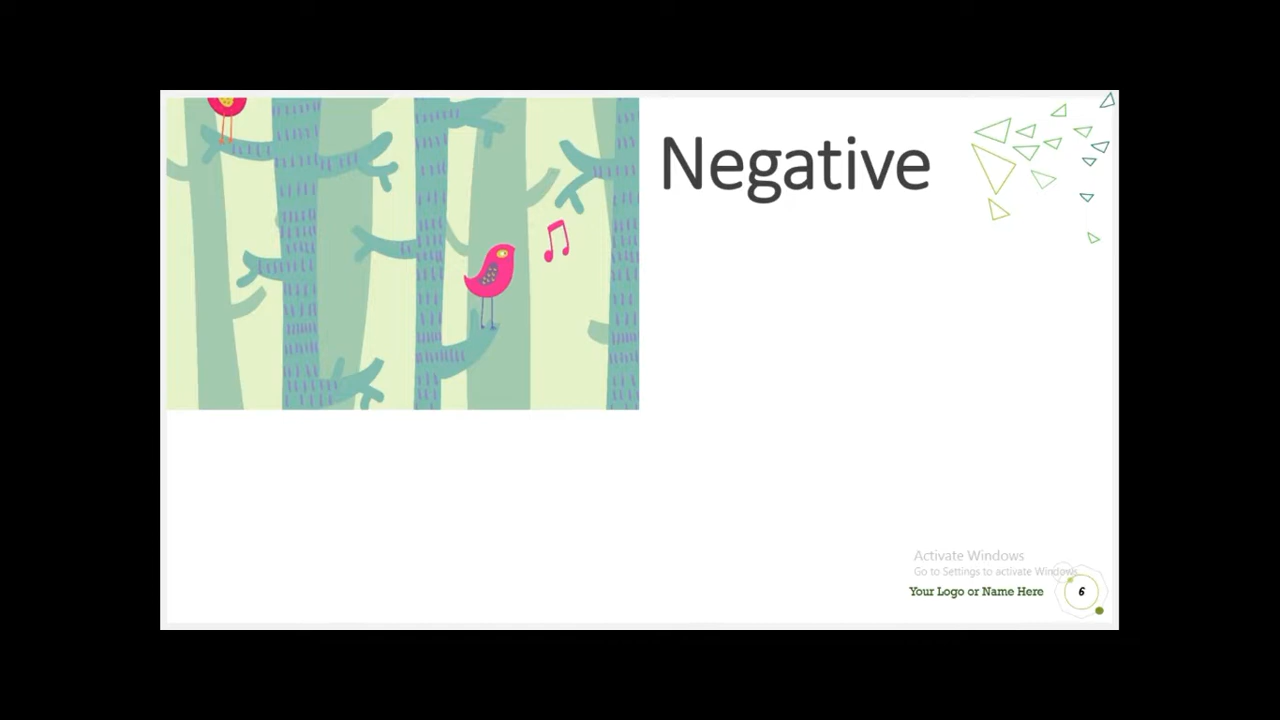 Negative
Activate Windows
Go to Settings to activate Windows.
Your Logo or Name Here
6